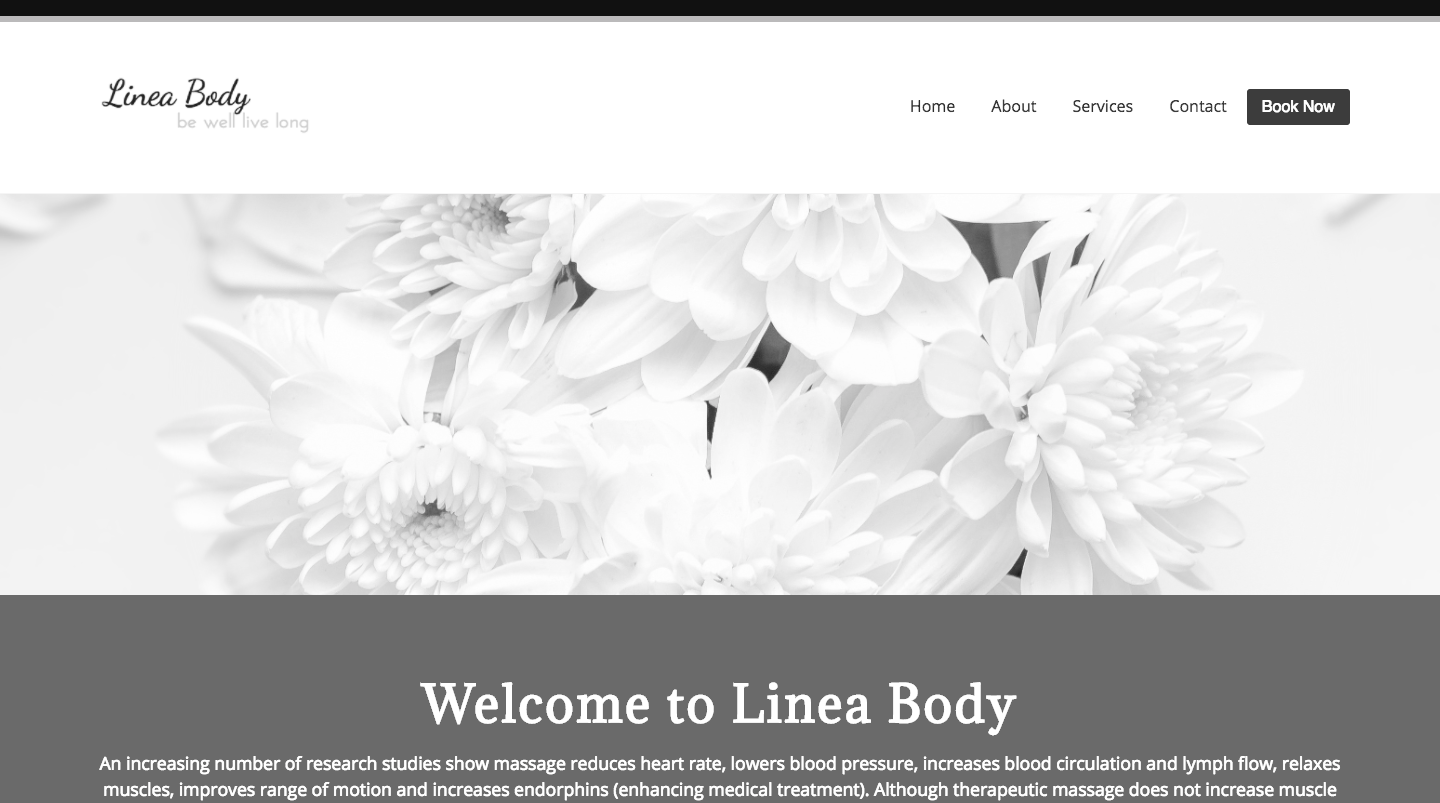 Linea Body
be well live long
Home About Services Contact Book Now
Welcome to Linea Body
An increasing number of research studies show massage reduces heart rate, lowers blood pressure, increases blood circulation and lymph flow, relaxes
muscles, improves range of motion and increases endorphins (enhancing medical treatment). Although therapeutic massage does not increase muscle